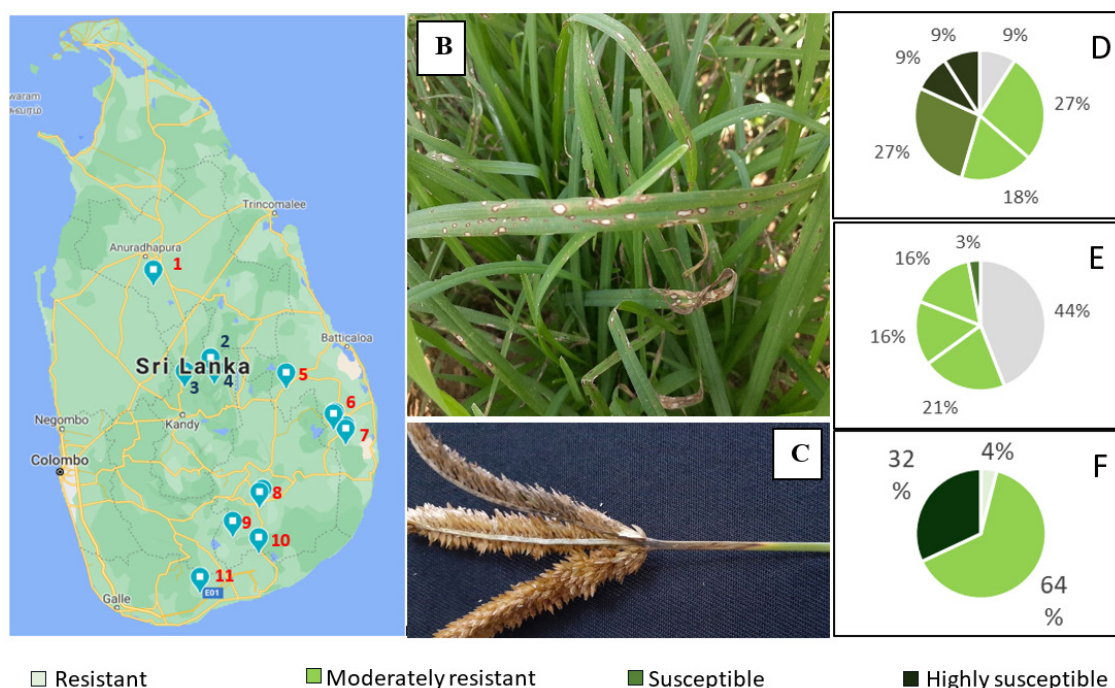 waram
Trincomalee
Anuradhapura
1
Batticaloa
2
Sri Lanka
3
4
5
6
7
Negombo
Kandy
Colombo
8
9
10
11
E01
Galle
B
C
9%
9%
D
9%
27%
27%
18%
3%
E
16%
44%
16%
21%
32
%
4%
F
64
%
Resistant
Moderately resistant
Susceptible
Highly susceptible